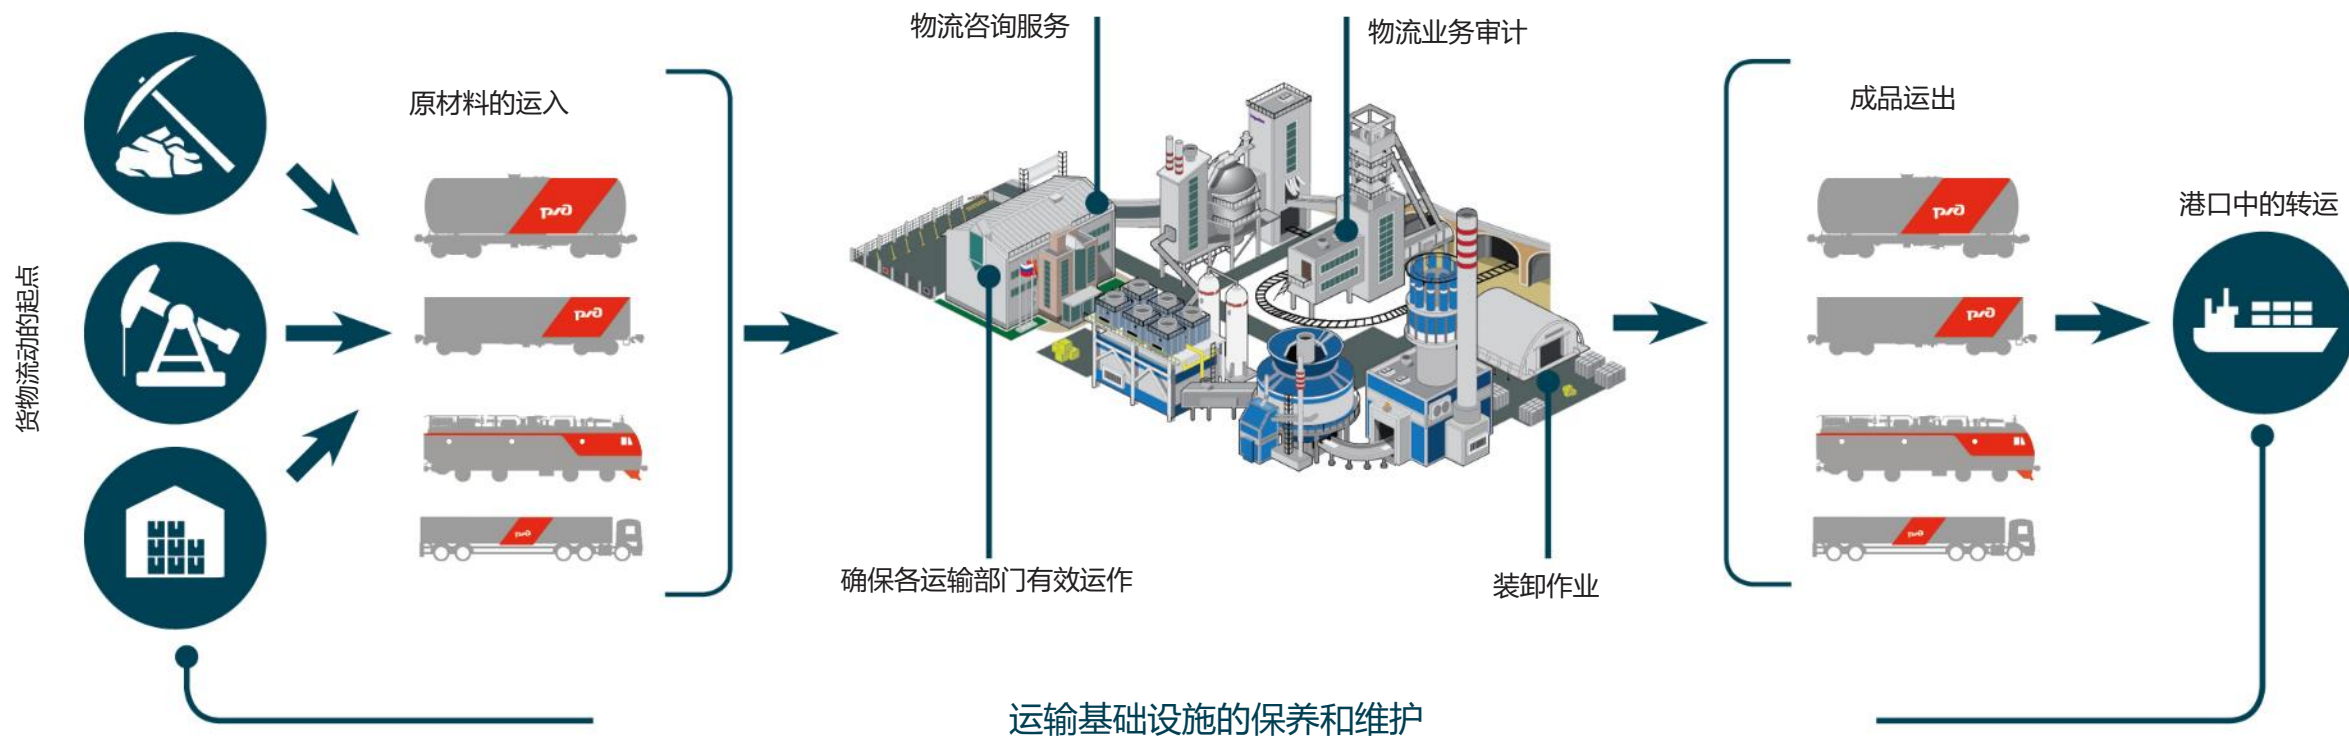 物流咨询服务
物流业务审计
原材料的运入
成品运出
港口中的转运
货物流动的起点
确保各运输部门有效运作
装卸作业
运输基础设施的保养和维护